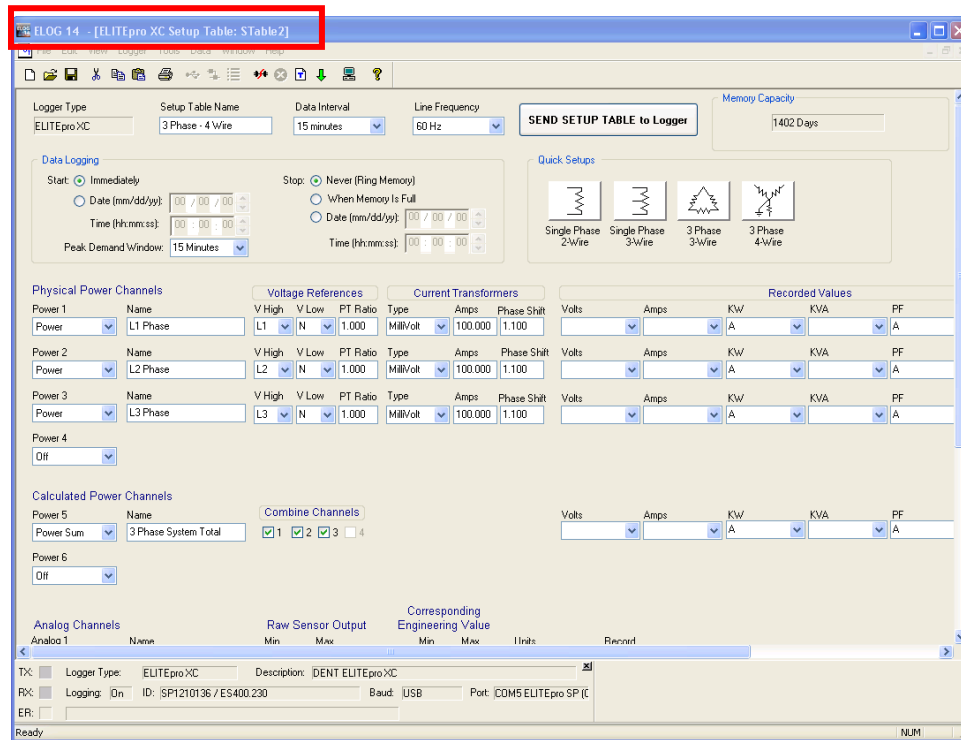 ELOG 14 - [ELITEpro XC Setup Table: STable2]
File Edit View Logger Tools Data Window Help
Logger Type Setup Table Name Data Interval Line Frequency Memory Capacity
ELITEpro XC 3 Phase - 4 Wire 15 minutes 60 Hz SEND SETUP TABLE to Logger 1402 Days
Data Logging Quick Setups
Start: Immediately Stop: Never (Ring Memory)
Date (mm/dd/yy): 00 / 00 / 00 When Memory Is Full
Time (hh:mm:ss): 00 : 00 : 00 Date (mm/dd/yy): 00 / 00 / 00
Peak Demand Window: 15 Minutes Time (hh:mm:ss): 00 : 00 : 00
Single Phase 2-Wire Single Phase 3-Wire 3 Phase 3-Wire 3 Phase 4-Wire
Physical Power Channels Voltage References Current Transformers Recorded Values
Power 1 Name V High V Low PT Ratio Type Amps Phase Shift Volts Amps KW KVA PF
Power L1 Phase L1 N 1.000 MilliVolt 100.000 1.100 A A
Power 2 Name V High V Low PT Ratio Type Amps Phase Shift Volts Amps KW KVA PF
Power L2 Phase L2 N 1.000 MilliVolt 100.000 1.100 A A
Power 3 Name V High V Low PT Ratio Type Amps Phase Shift Volts Amps KW KVA PF
Power L3 Phase L3 N 1.000 MilliVolt 100.000 1.100 A A
Power 4
Off
Calculated Power Channels
Power 5 Name Combine Channels Volts Amps KW KVA PF
Power Sum 3 Phase System Total 1 2 3 4 A A
Power 6
Off
Corresponding
Analog Channels Raw Sensor Output Engineering Value
Analog 1 Name Min Max Min Max Units Record
TX: Logger Type: ELITEpro XC Description: DENT ELITEpro XC
RX: Logging: On ID: SP1210136 / ES400.230 Baud: USB Port: COM5 ELITEpro SP (C
ER:
Ready NUM